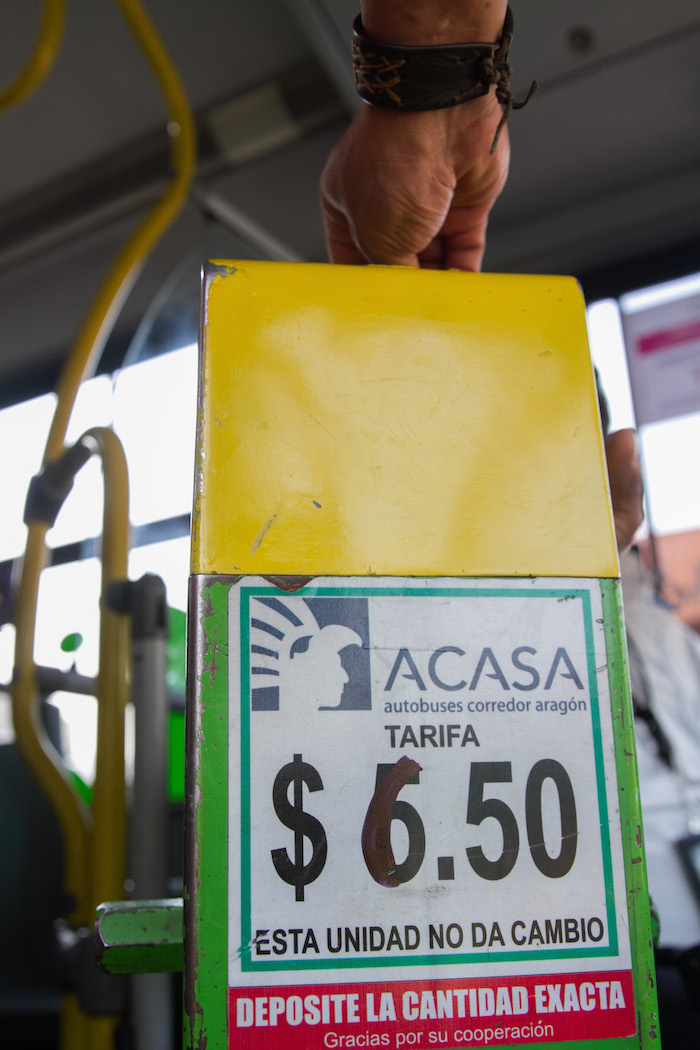 ACASA
autobuses corredor aragón
TARIFA
$ 6.50
ESTA UNIDAD NO DA CAMBIO
DEPOSITE LA CANTIDAD EXACTA
Gracias por su cooperación